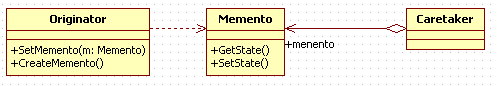 Originator
+SetMemento(m: Memento)
+CreateMemento()
Memento
+GetState()
+SetState()
+menento
Caretaker